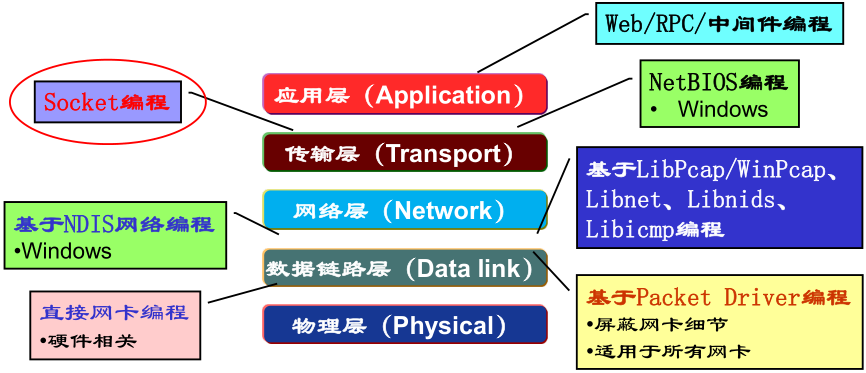 Web/RPC/中间件编程
应用层（Application）
Socket编程
NetBIOS编程
• Windows
传输层（Transport）
基于LibPcap/WinPcap、
Libnet、Libnids、
Libicmp编程
网络层（Network）
基于NDIS网络编程
•Windows
数据链路层（Data link）
基于Packet Driver编程
•屏蔽网卡细节
•适用于所有网卡
直接网卡编程
•硬件相关
物理层（Physical）